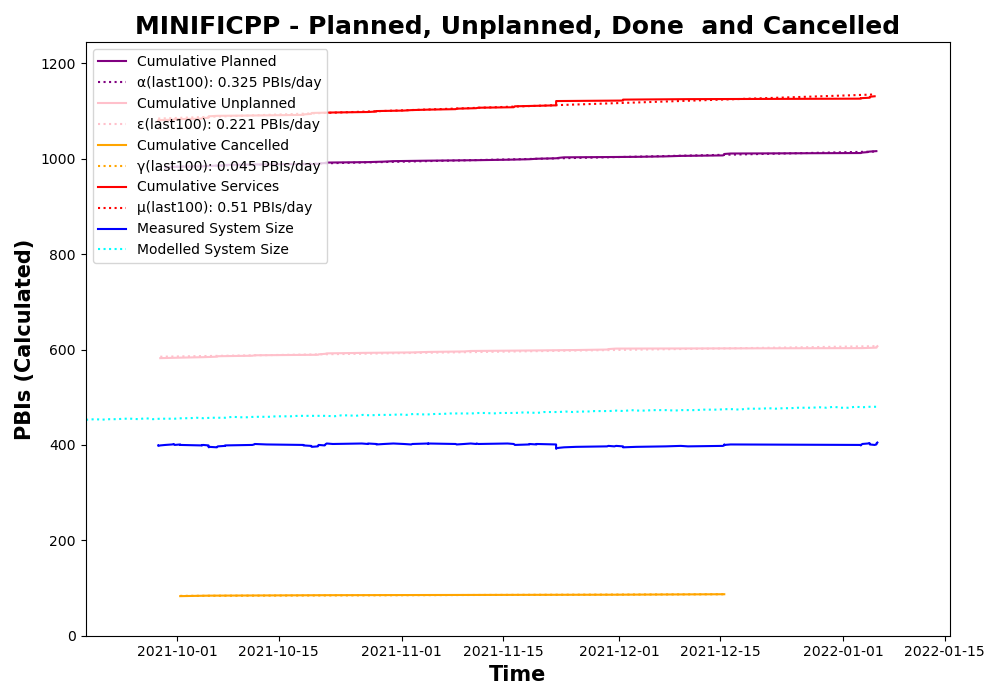 MINIFICPP - Planned, Unplanned, Done  and Cancelled
Cumulative Planned
α(last100): 0.325 PBIs/day
Cumulative Unplanned
ε(last100): 0.221 PBIs/day
Cumulative Cancelled
γ(last100): 0.045 PBIs/day
Cumulative Services
μ(last100): 0.51 PBIs/day
Measured System Size
Modelled System Size
PBIs (Calculated)
1200
1000
800
600
400
200
0
2021-10-01 2021-10-15 2021-11-01 2021-11-15 2021-12-01 2021-12-15 2022-01-01 2022-01-15
Time